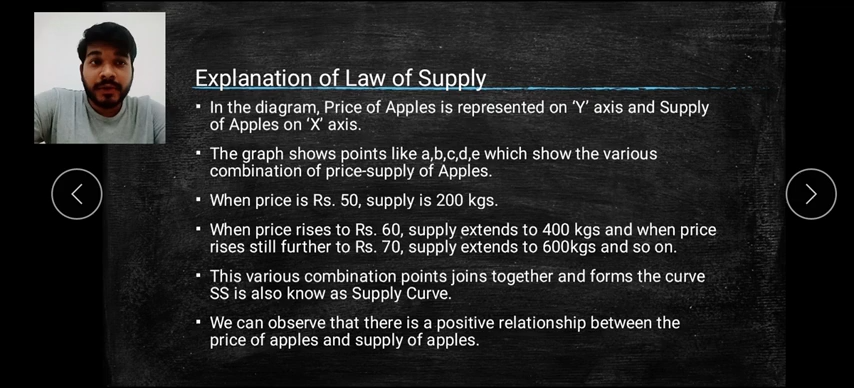 Explanation of Law of Supply
In the diagram, Price of Apples is represented on ‘Y’ axis and Supply
of Apples on ‘X’ axis.
The graph shows points like a,b,c,d,e which show the various
combination of price-supply of Apples.
When price is Rs. 50, supply is 200 kgs.
When price rises to Rs. 60, supply extends to 400 kgs and when price
rises still further to Rs. 70, supply extends to 600kgs and so on.
This various combination points joins together and forms the curve
SS is also know as Supply Curve.
We can observe that there is a positive relationship between the
price of apples and supply of apples.